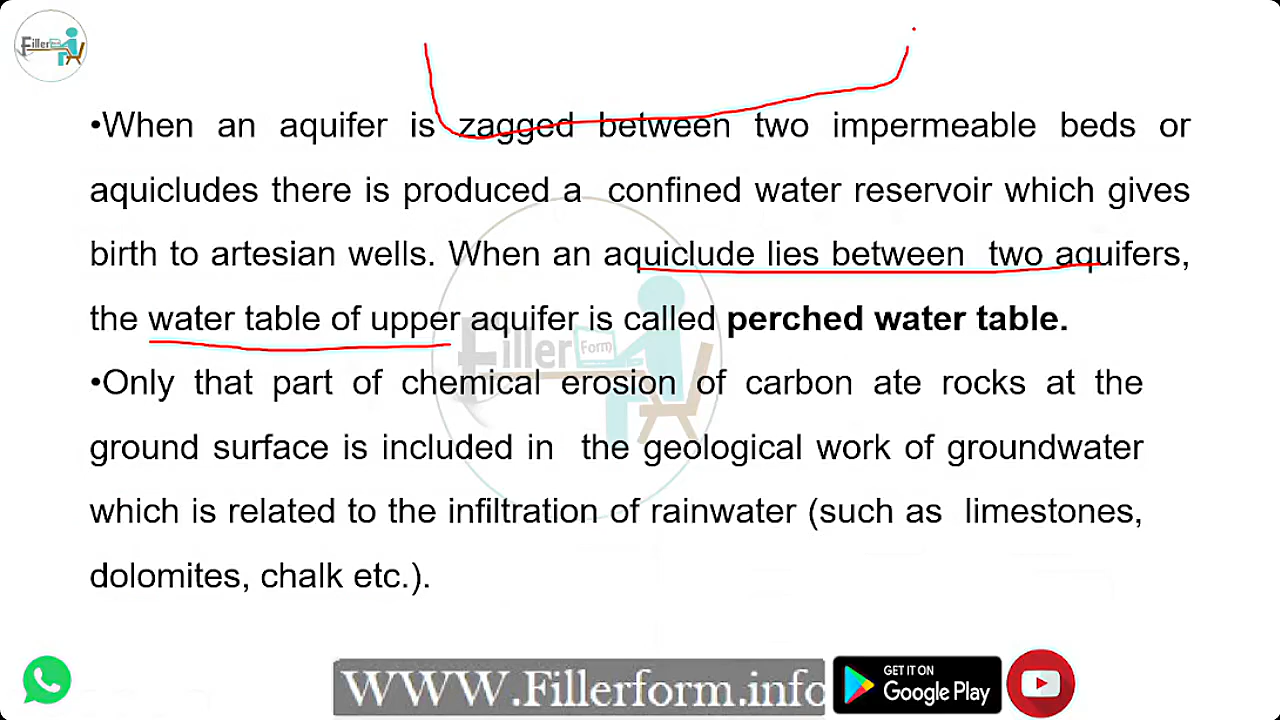 Filler
•When an aquifer is zagged between two impermeable beds or
aquicludes there is produced a confined water reservoir which gives
birth to artesian wells. When an aquiclude lies between two aquifers,
the water table of upper aquifer is called perched water table.
Filler Form
•Only that part of chemical erosion of carbon ate rocks at the
ground surface is included in the geological work of groundwater
which is related to the infiltration of rainwater (such as limestones,
dolomites, chalk etc.).
WWW.Fillerform.info
GET IT ON
Google Play